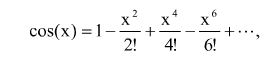 cos(x) = 1 - x²/2! + x⁴/4! - x⁶/6! + ⋯,